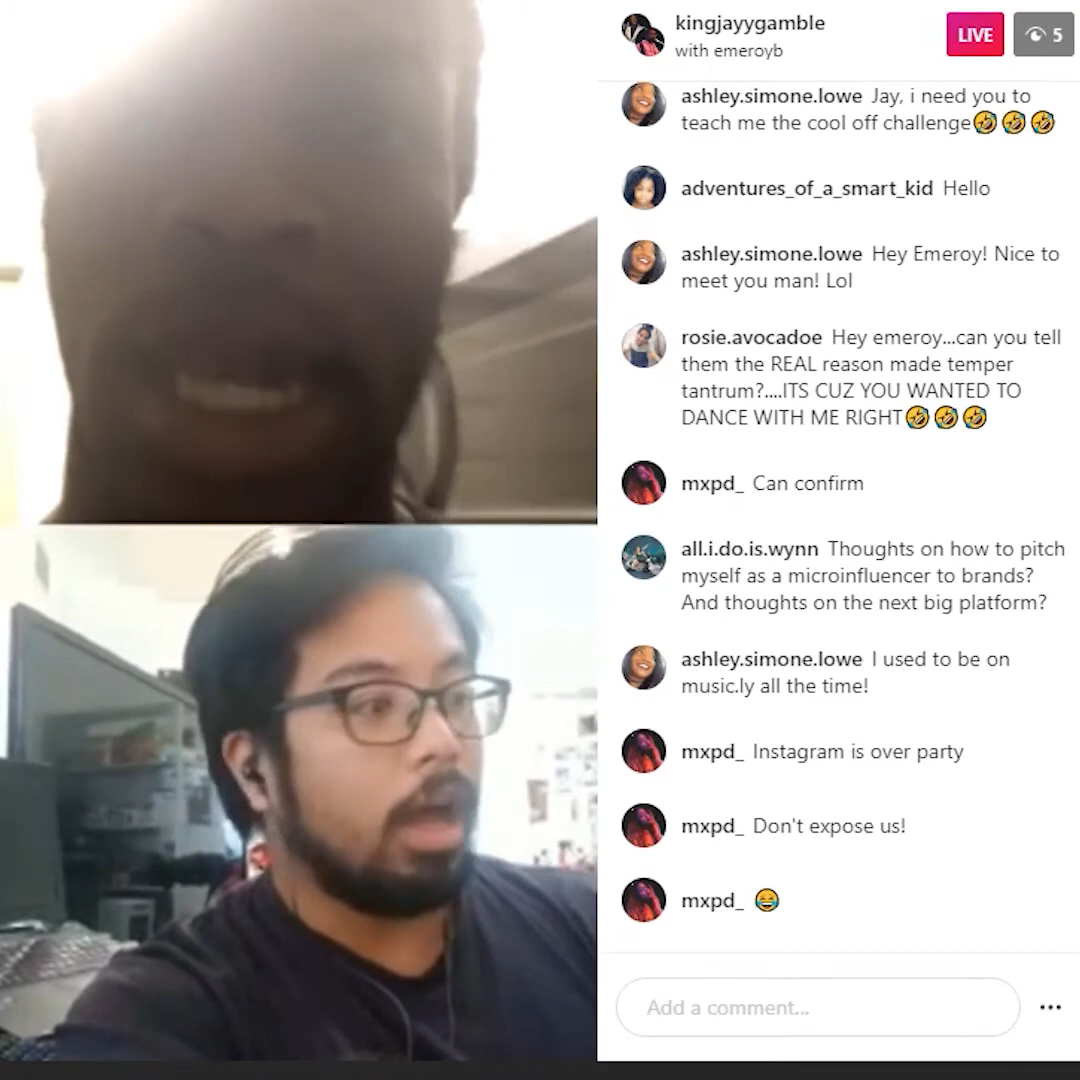 kingjayygamble
with emeroyb
LIVE
5
ashley.simone.lowe Jay, i need you to
teach me the cool off challenge🤣🤣🤣
adventures_of_a_smart_kid Hello
ashley.simone.lowe Hey Emeroy! Nice to
meet you man! Lol
rosie.avocadoe Hey emeroy...can you tell
them the REAL reason made temper
tantrum?....ITS CUZ YOU WANTED TO
DANCE WITH ME RIGHT🤣🤣🤣
mxpd_ Can confirm
all.i.do.is.wynn Thoughts on how to pitch
myself as a microinfluencer to brands?
And thoughts on the next big platform?
ashley.simone.lowe I used to be on
music.ly all the time!
mxpd_ Instagram is over party
mxpd_ Don't expose us!
mxpd_ 😂
Add a comment...